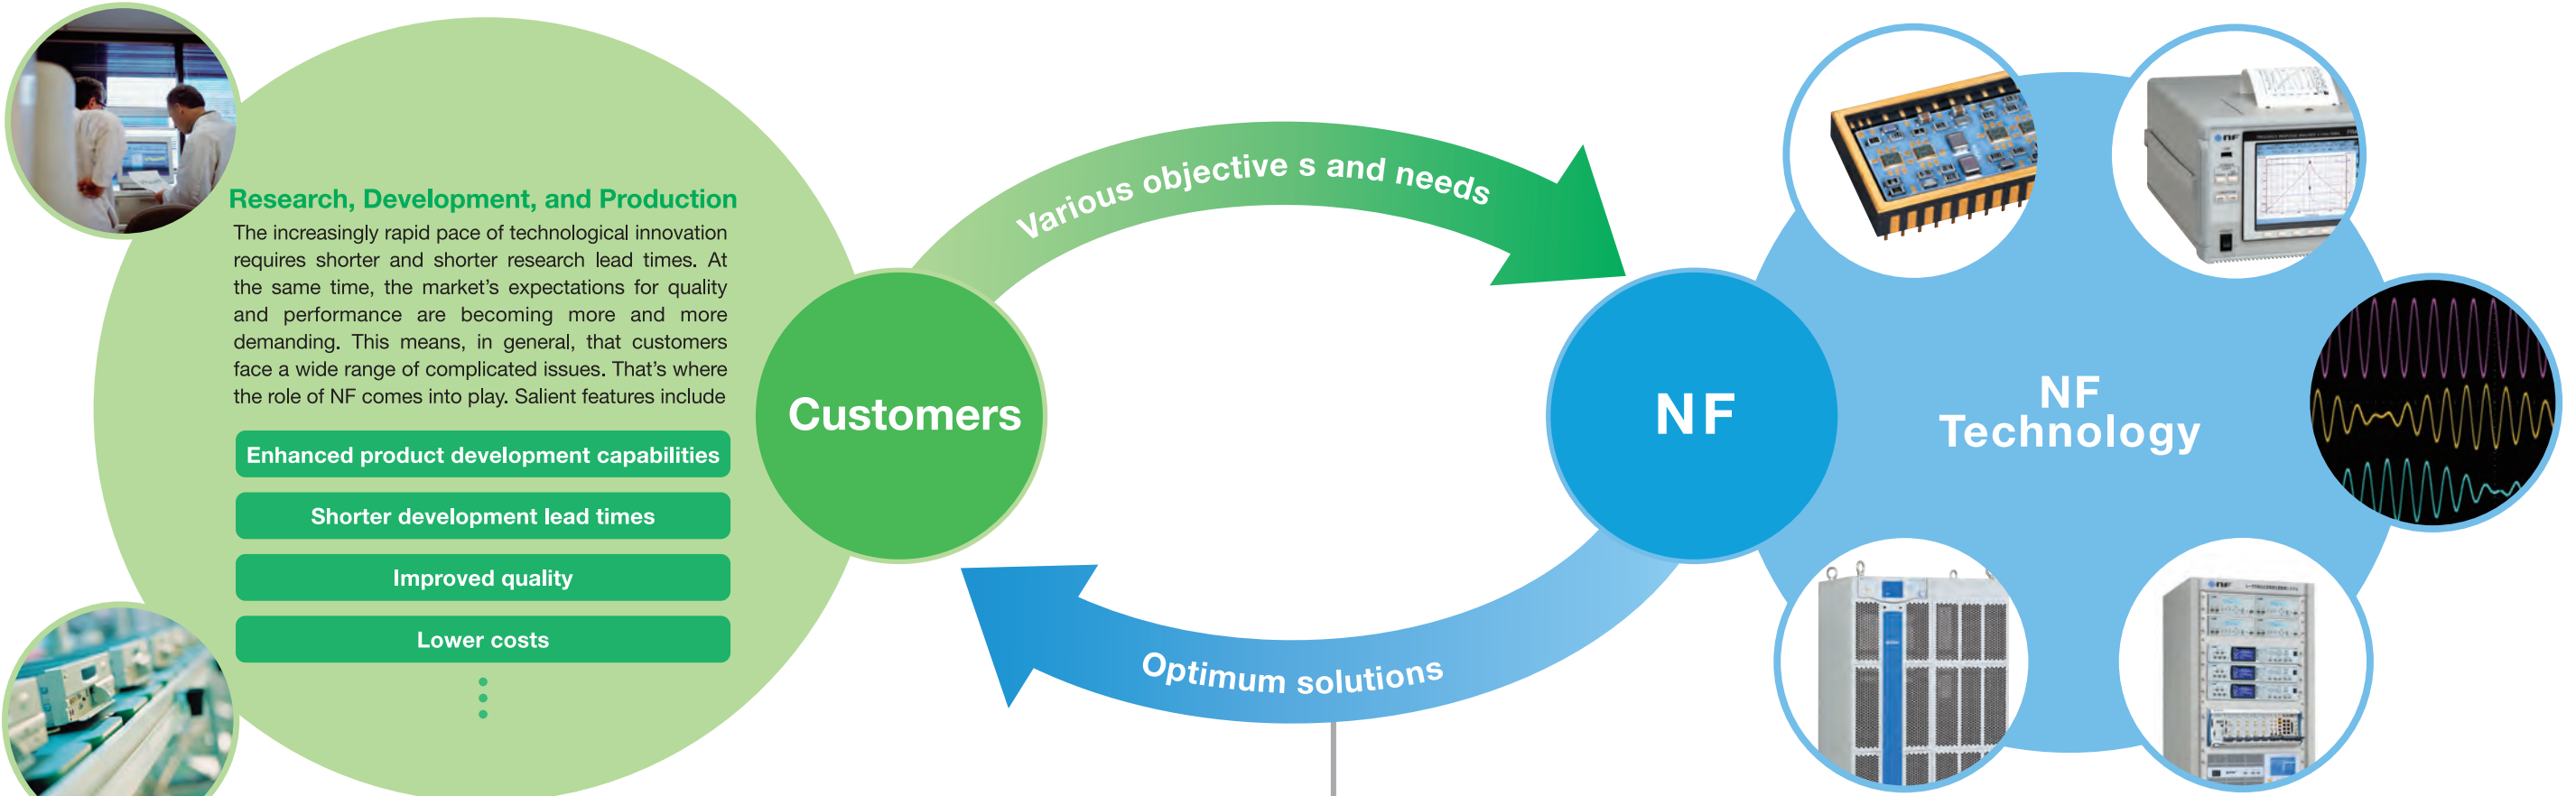 Research, Development, and Production
The increasingly rapid pace of technological innovation
requires shorter and shorter research lead times. At
the same time, the market's expectations for quality
and performance are becoming more and more
demanding. This means, in general, that customers
face a wide range of complicated issues. That's where
the role of NF comes into play. Salient features include
Enhanced product development capabilities
Shorter development lead times
Improved quality
Lower costs
Customers
Various objective s and needs
Optimum solutions
NF
NF
Technology
nF
nF